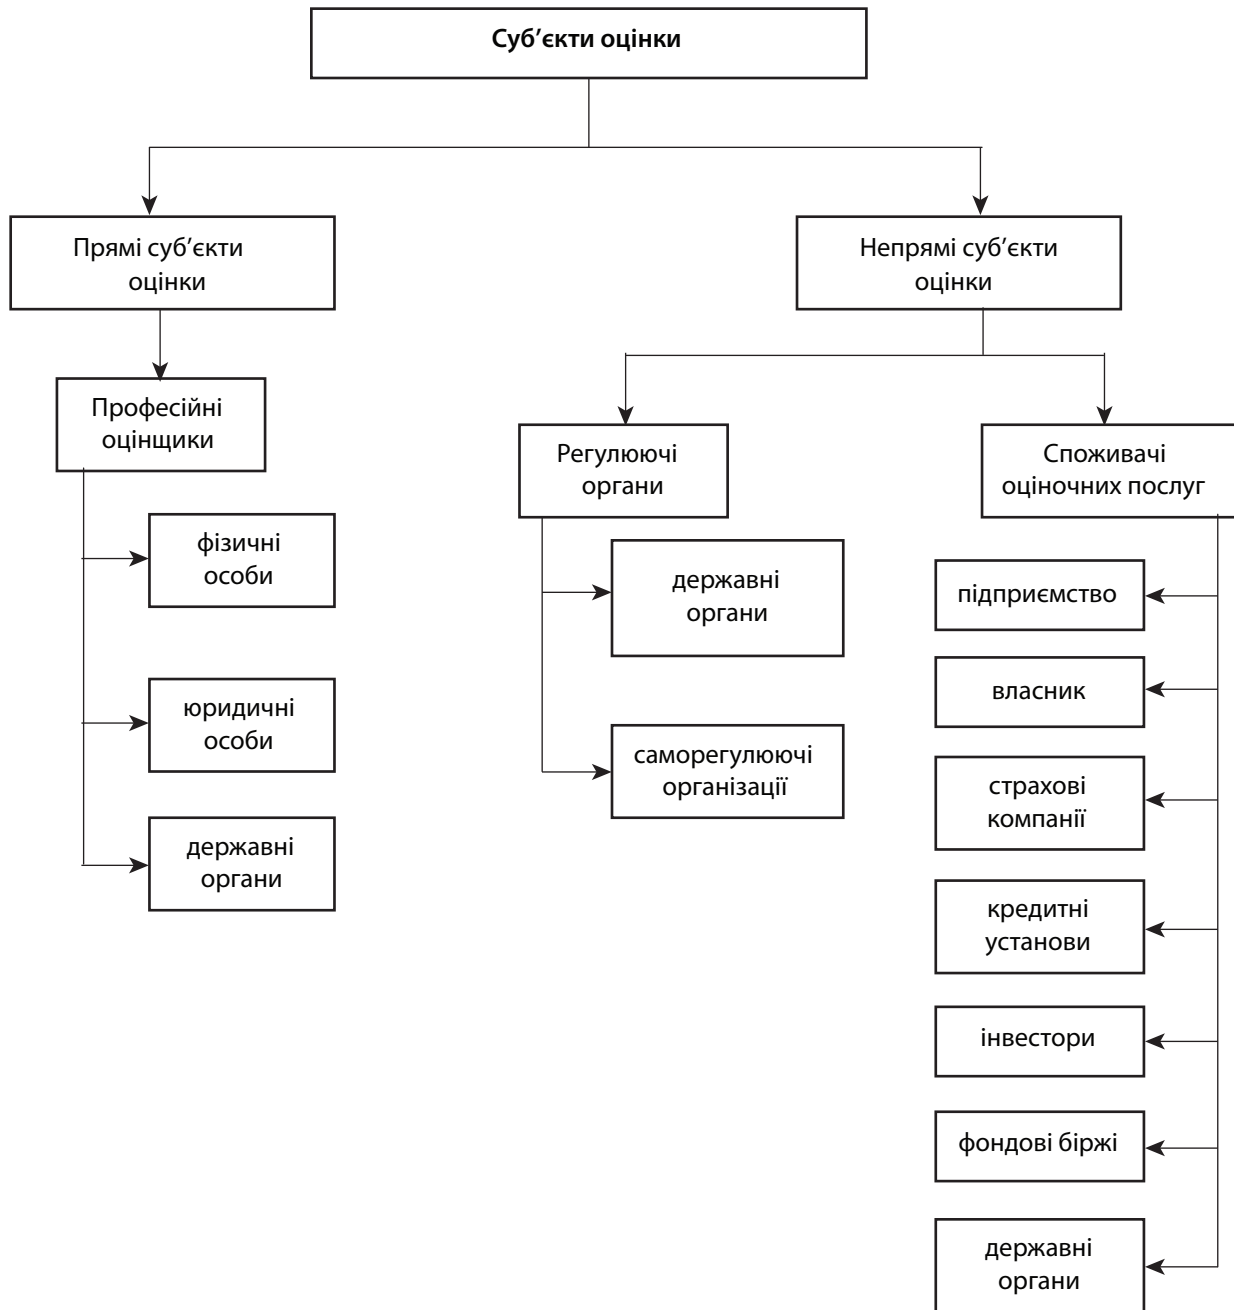 Суб’єкти оцінки
Прямі суб’єкти
оцінки
Непрямі суб’єкти
оцінки
Професійні
оцінщики
Регулюючі
органи
Споживачі
оціночних послуг
фізичні
особи
юридичні
особи
державні
органи
державні
органи
саморегулюючі
організації
підприємство
власник
страхові
компанії
кредитні
установи
інвестори
фондові біржі
державні
органи